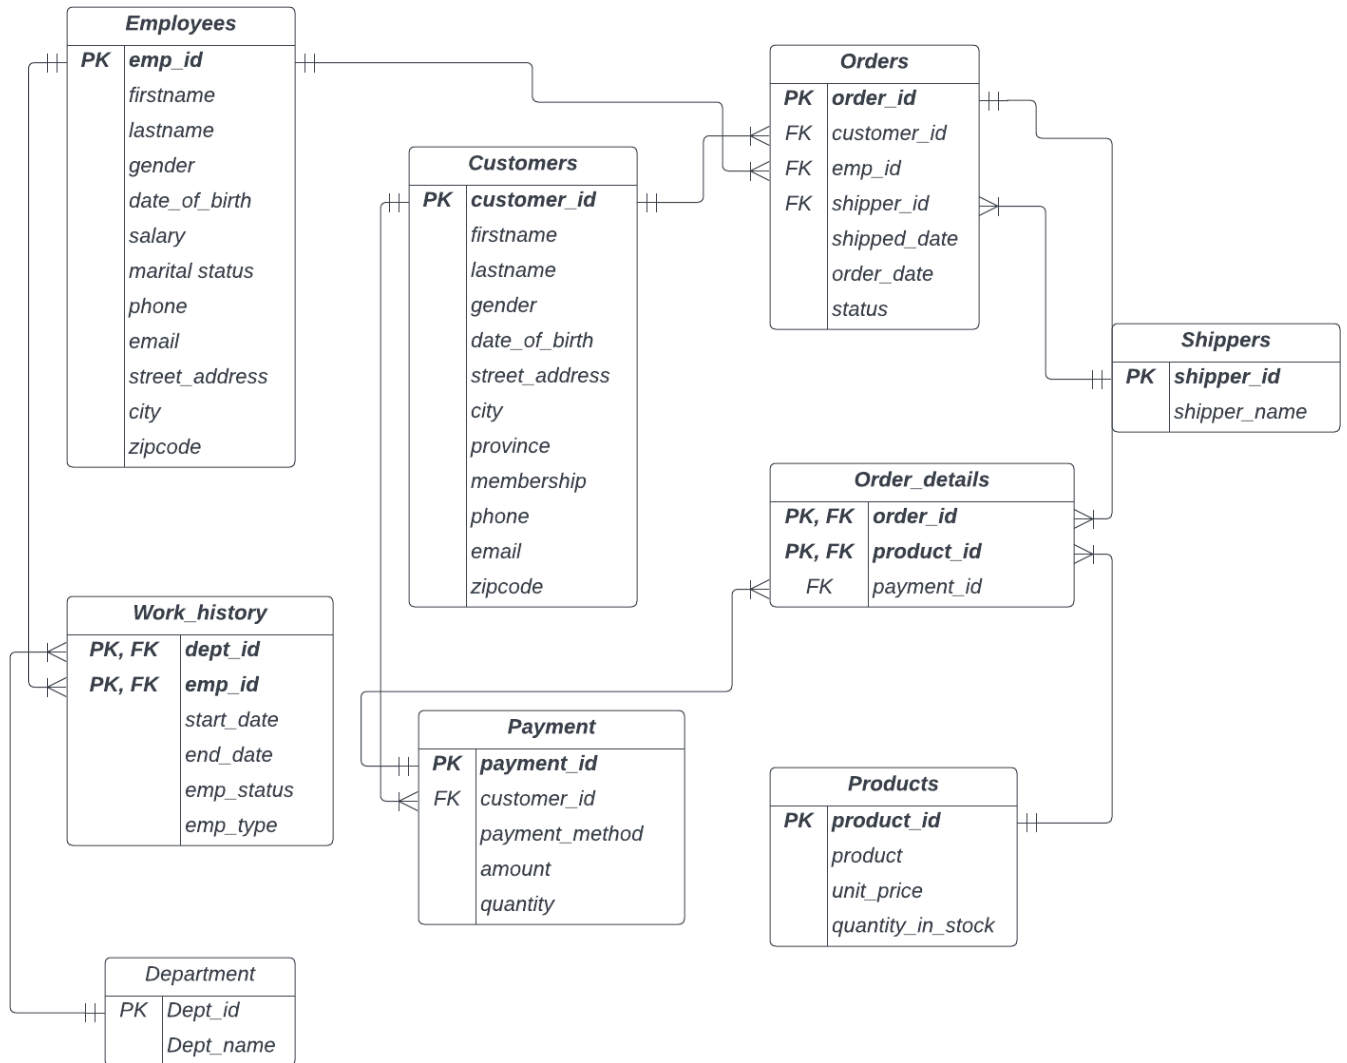 Employees
PK emp_id
firstname
lastname
gender
date_of_birth
salary
marital status
phone
email
street_address
city
zipcode
Customers
PK customer_id
firstname
lastname
gender
date_of_birth
street_address
city
province
membership
phone
email
zipcode
Orders
PK order_id
FK customer_id
FK emp_id
FK shipper_id
shipped_date
order_date
status
Shippers
PK shipper_id
shipper_name
Order_details
PK, FK order_id
PK, FK product_id
FK payment_id
Work_history
PK, FK dept_id
PK, FK emp_id
start_date
end_date
emp_status
emp_type
Payment
PK payment_id
FK customer_id
payment_method
amount
quantity
Products
PK product_id
product
unit_price
quantity_in_stock
Department
PK Dept_id
Dept_name